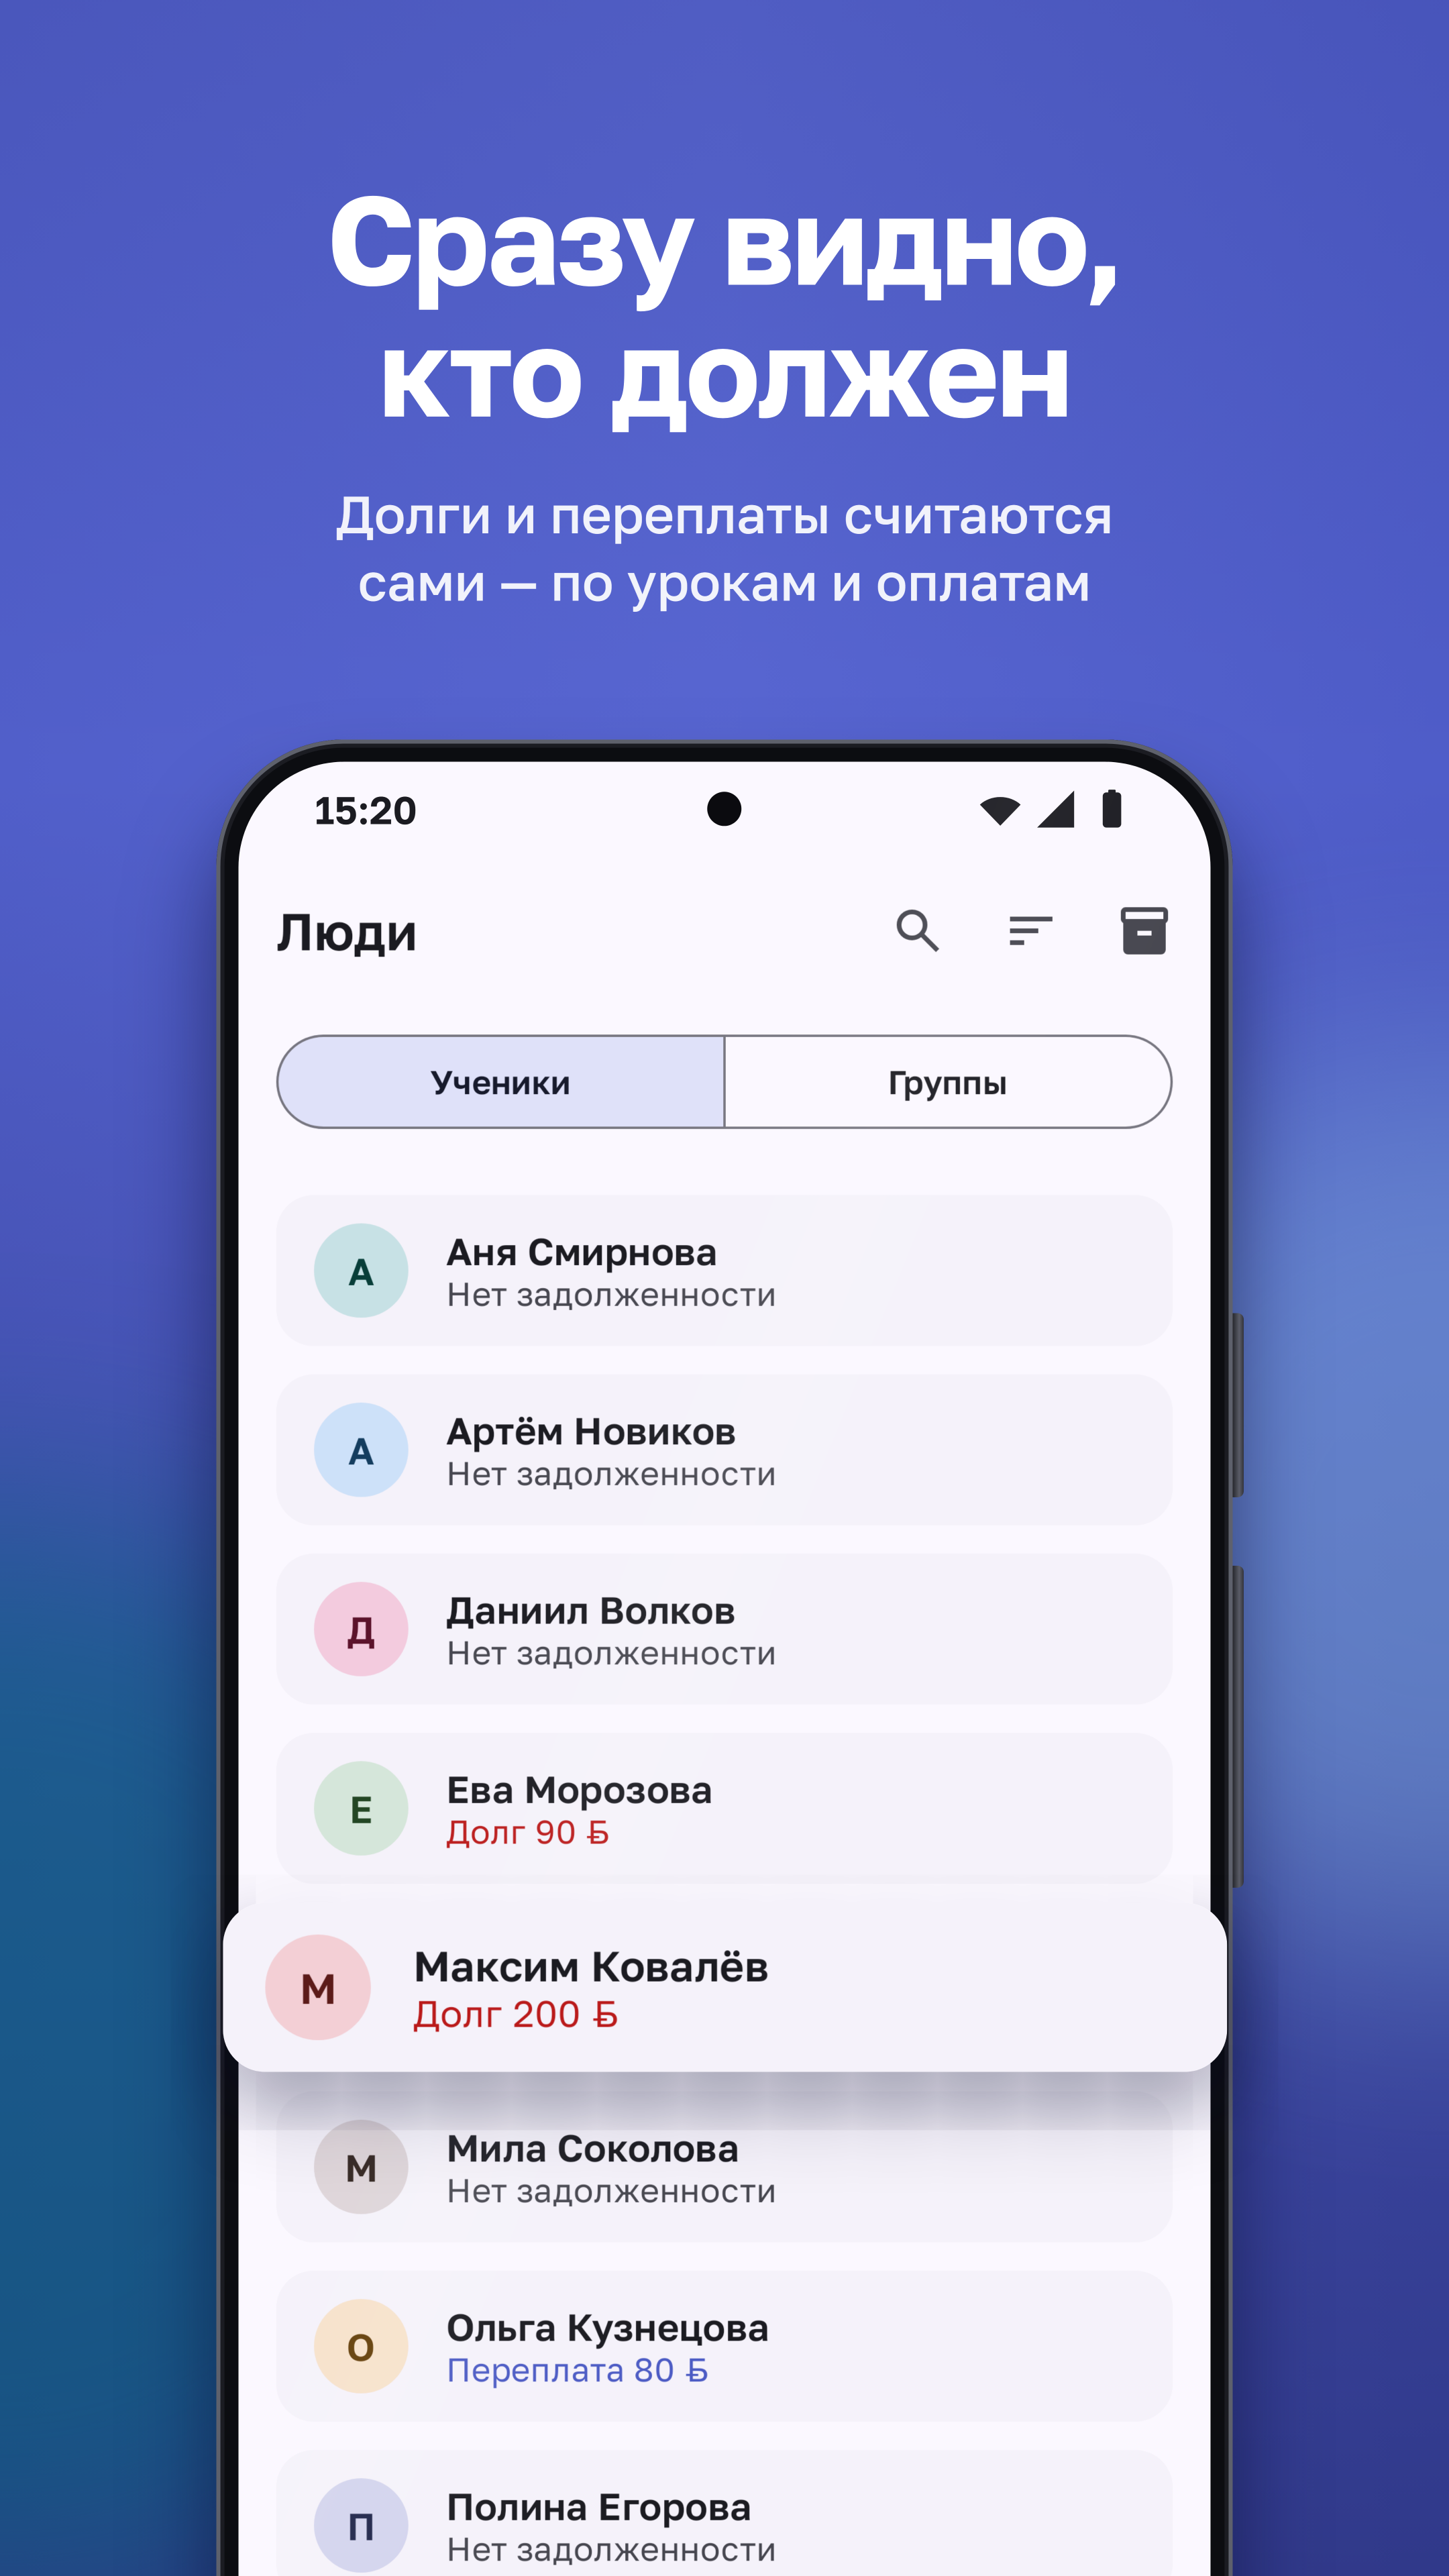 Сразу видно,
кто должен
Долги и переплаты считаются
сами — по урокам и оплатам
15:20
Люди
Ученики
Группы
А
Аня Смирнова
Нет задолженности
А
Артём Новиков
Нет задолженности
Д
Даниил Волков
Нет задолженности
Е
Ева Морозова
Долг 90 Ƃ
М
Максим Ковалёв
Долг 200 Ƃ
М
Мила Соколова
Нет задолженности
О
Ольга Кузнецова
Переплата 80 Ƃ
П
Полина Егорова
Нет задолженности